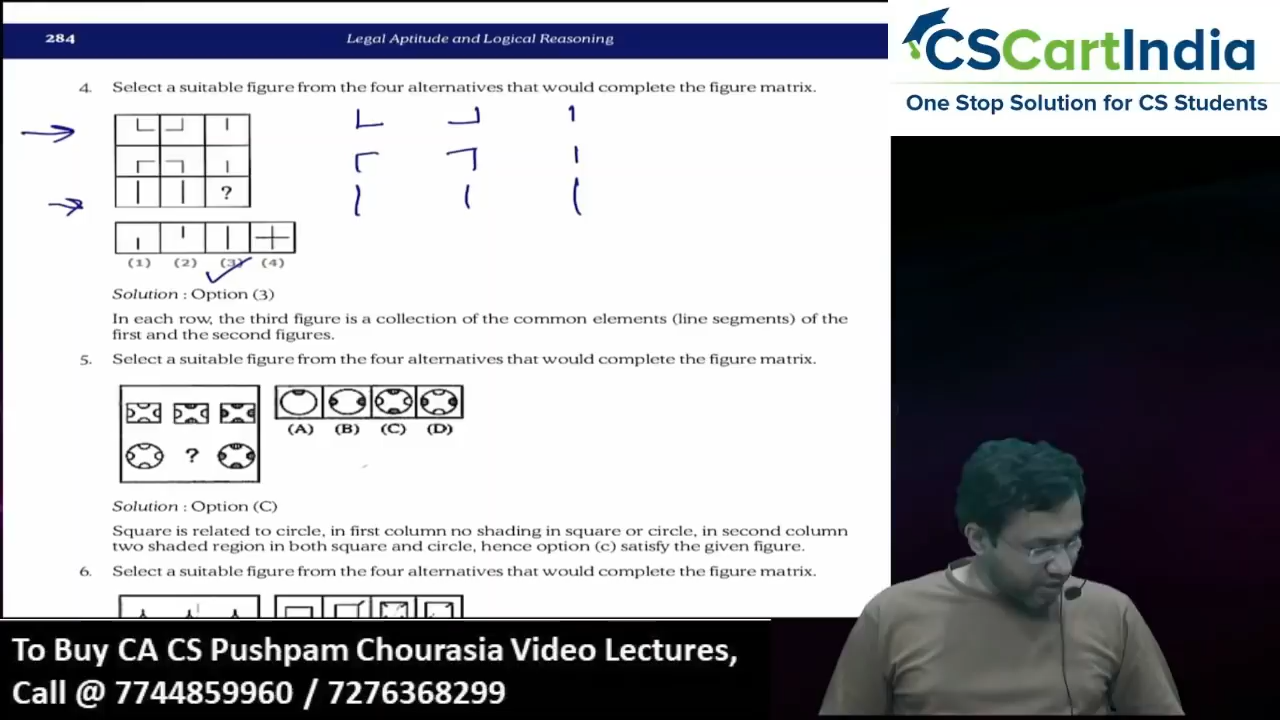 284
Legal Aptitude and Logical Reasoning
CSCartIndia
One Stop Solution for CS Students
4. Select a suitable figure from the four alternatives that would complete the figure matrix.
?
(1) (2) (3) (4)
Solution : Option (3)
In each row, the third figure is a collection of the common elements (line segments) of the
first and the second figures.
5. Select a suitable figure from the four alternatives that would complete the figure matrix.
(A) (B) (C) (D)
?
Solution : Option (C)
Square is related to circle, in first column no shading in square or circle, in second column
two shaded region in both square and circle, hence option (c) satisfy the given figure.
6. Select a suitable figure from the four alternatives that would complete the figure matrix.
To Buy CA CS Pushpam Chourasia Video Lectures,
Call @ 7744859960 / 7276368299